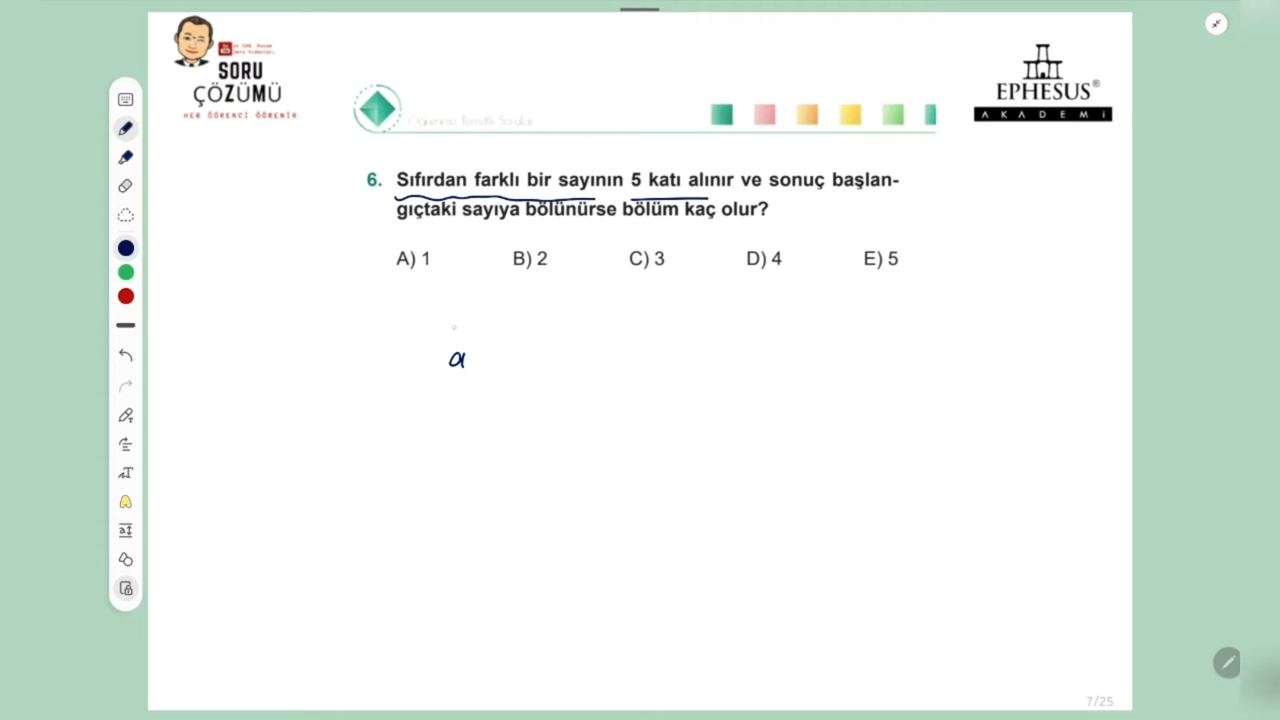 SORU
ÇÖZÜMÜ
HER ÖĞRENCİ ÖĞRENİR
EPHESUS®
AKADEMİ
6. Sıfırdan farklı bir sayının 5 katı alınır ve sonuç başlan-
gıçtaki sayıya bölünürse bölüm kaç olur?
A) 1 B) 2 C) 3 D) 4 E) 5
a
7/25